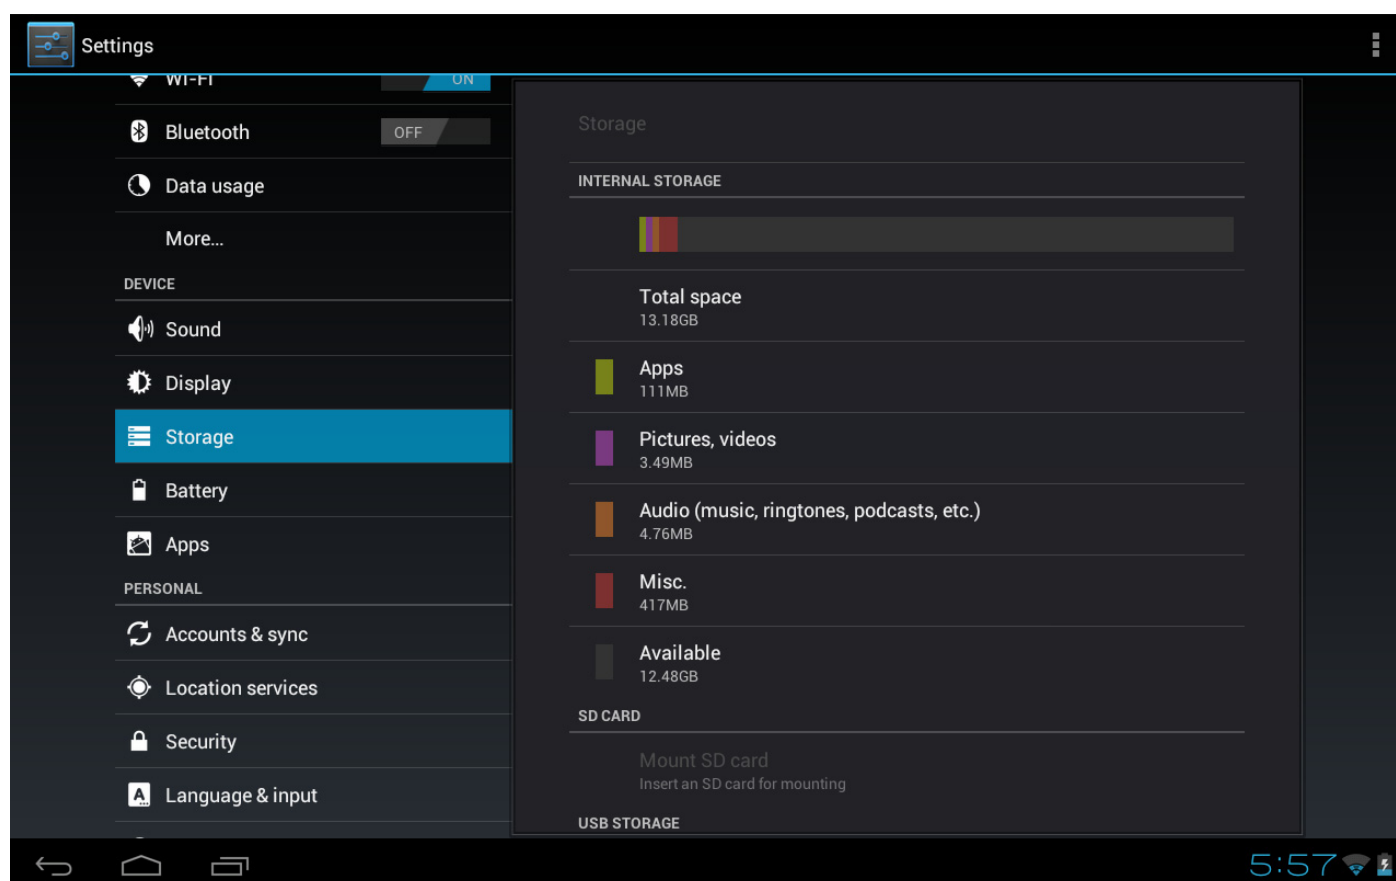 Settings
WI-FI ON
Bluetooth OFF
Data usage
More...
DEVICE
Sound
Display
Storage
Battery
Apps
PERSONAL
Accounts & sync
Location services
Security
Language & input
Storage
INTERNAL STORAGE
Total space
13.18GB
Apps
111MB
Pictures, videos
3.49MB
Audio (music, ringtones, podcasts, etc.)
4.76MB
Misc.
417MB
Available
12.48GB
SD CARD
Mount SD card
Insert an SD card for mounting
USB STORAGE
5:57